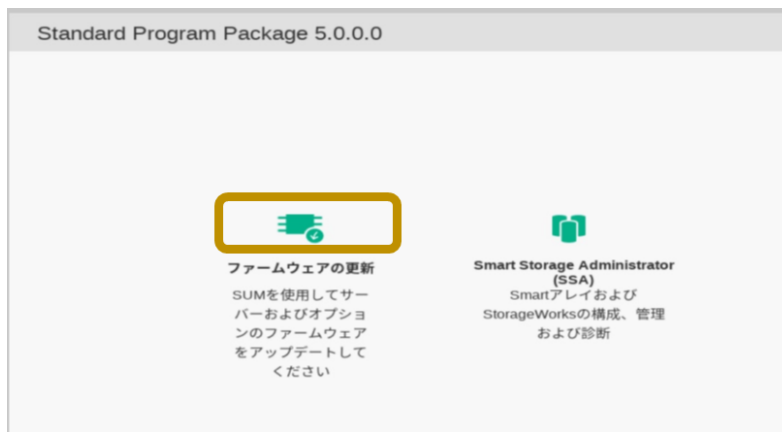 Standard Program Package 5.0.0.0
ファームウェアの更新
SUMを使用してサー
バーおよびオプショ
ンのファームウェア
をアップデートして
ください
Smart Storage Administrator
(SSA)
Smartアレイおよび
StorageWorksの構成、管理
および診断